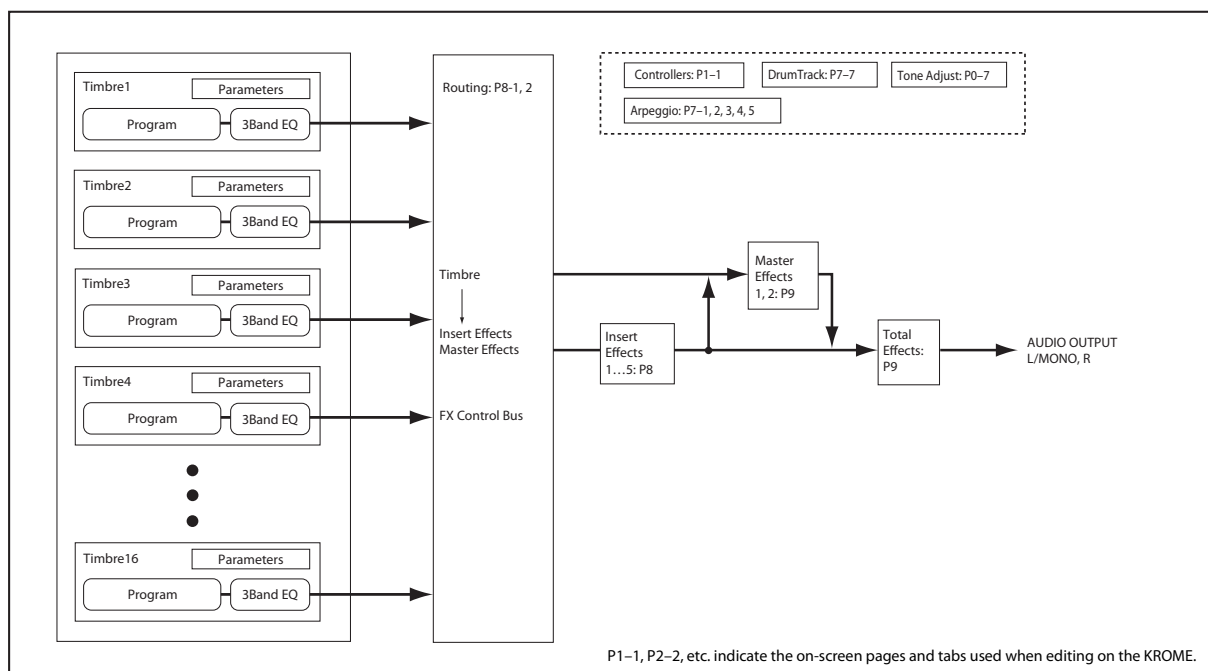 Timbre1
Parameters
Program
3Band EQ
Timbre2
Parameters
Program
3Band EQ
Timbre3
Parameters
Program
3Band EQ
Timbre4
Parameters
Program
3Band EQ
Timbre16
Parameters
Program
3Band EQ
Routing: P8-1, 2
Timbre
Insert Effects
Master Effects
FX Control Bus
Controllers: P1–1
DrumTrack: P7–7
Tone Adjust: P0–7
Arpeggio: P7–1, 2, 3, 4, 5
Master
Effects
1, 2: P9
Insert
Effects
1…5: P8
Total
Effects:
P9
AUDIO OUTPUT
L/MONO, R
P1–1, P2–2, etc. indicate the on-screen pages and tabs used when editing on the KROME.